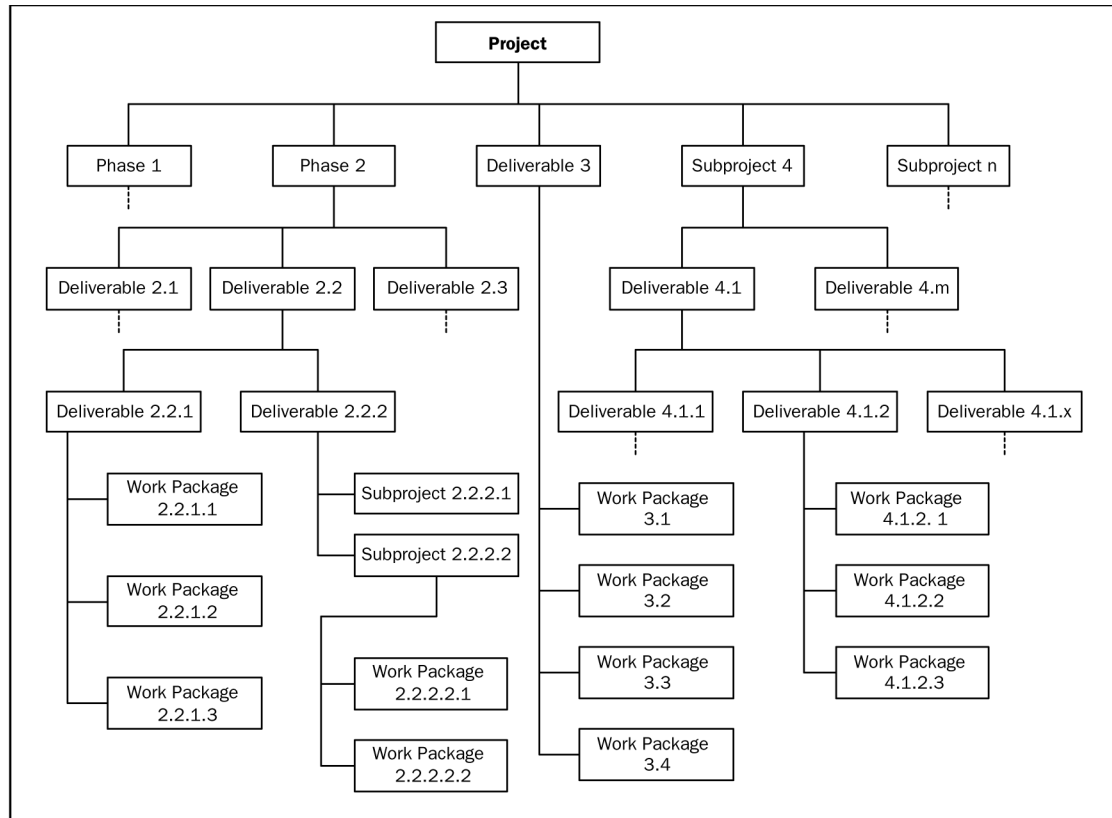 Project
Phase 1
Phase 2
Deliverable 3
Subproject 4
Subproject n
Deliverable 2.1
Deliverable 2.2
Deliverable 2.3
Deliverable 4.1
Deliverable 4.m
Deliverable 2.2.1
Deliverable 2.2.2
Deliverable 4.1.1
Deliverable 4.1.2
Deliverable 4.1.x
Work Package
2.2.1.1
Work Package
2.2.1.2
Work Package
2.2.1.3
Subproject 2.2.2.1
Subproject 2.2.2.2
Work Package
2.2.2.2.1
Work Package
2.2.2.2.2
Work Package
3.1
Work Package
3.2
Work Package
3.3
Work Package
3.4
Work Package
4.1.2. 1
Work Package
4.1.2.2
Work Package
4.1.2.3